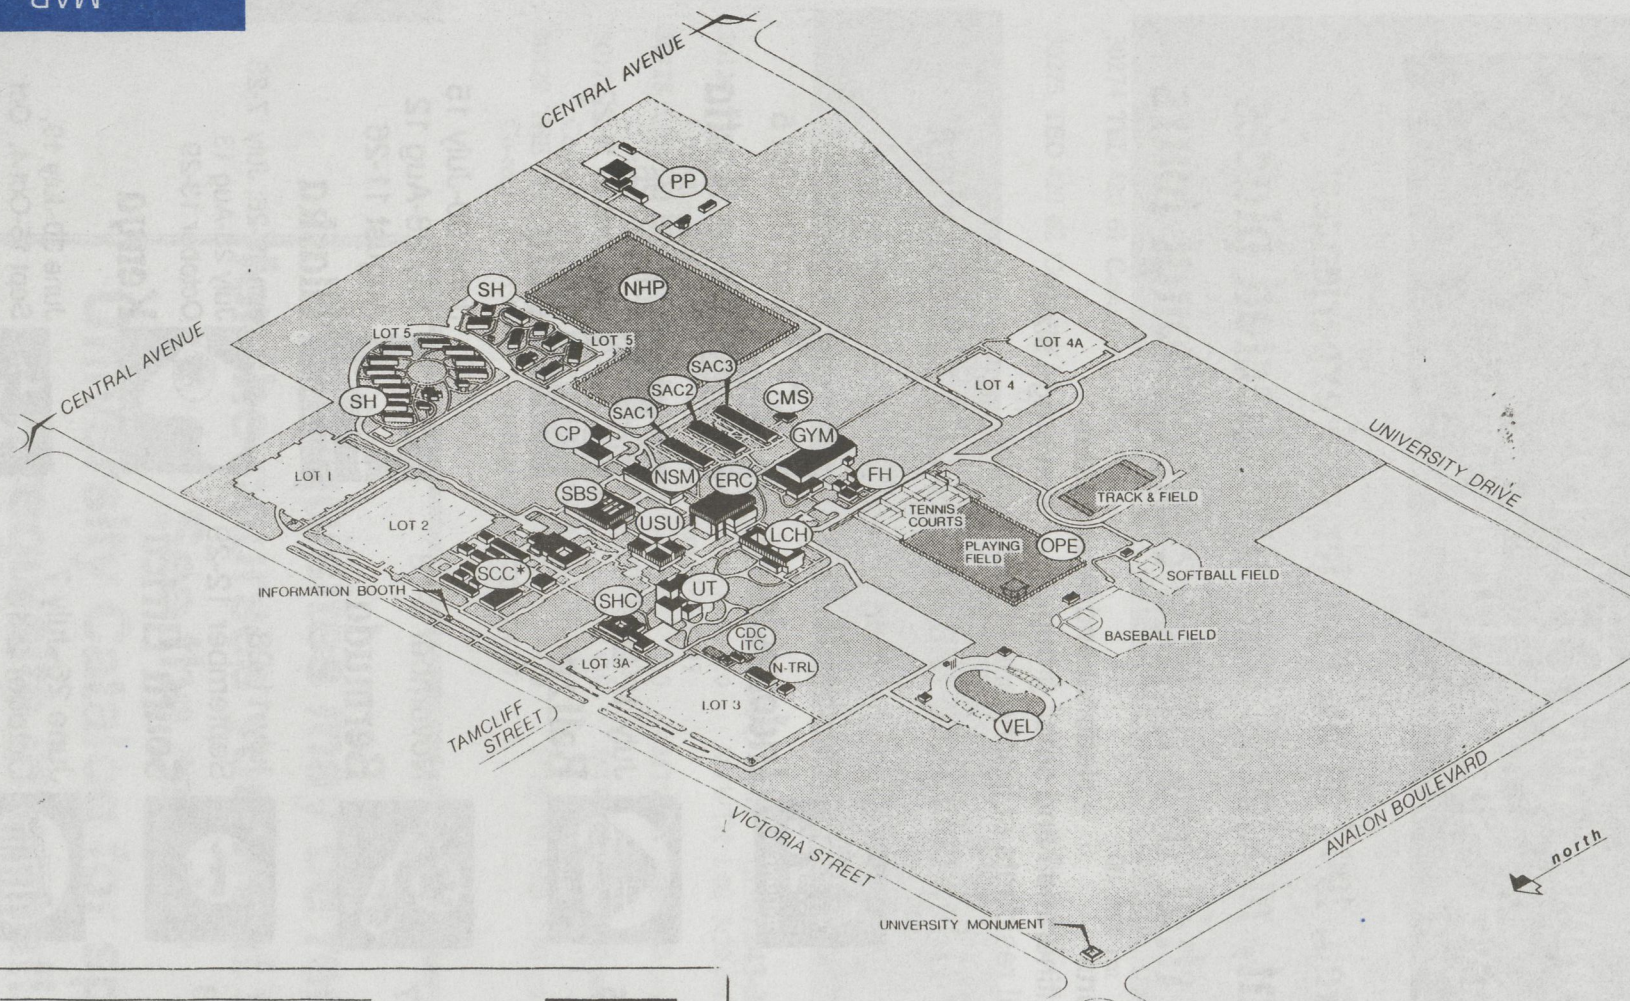 MAP
CENTRAL AVENUE
PP
SH
NHP
LOT 5
LOT 5
LOT 4A
CENTRAL AVENUE
SAC3
LOT 4
SAC2
CMS
SH
SAC1
CP
GYM
UNIVERSITY DRIVE
LOT 1
NSM
ERC
FH
SBS
TRACK & FIELD
LOT 2
USU
TENNIS
COURTS
LCH
PLAYING
FIELD
OPE
SCC*
SOFTBALL FIELD
INFORMATION BOOTH
UT
SHC
BASEBALL FIELD
CDC
ITC
LOT 3A
N-TRL
LOT 3
VEL
TAMCLIFF
STREET
VICTORIA STREET
AVALON BOULEVARD
north
UNIVERSITY MONUMENT